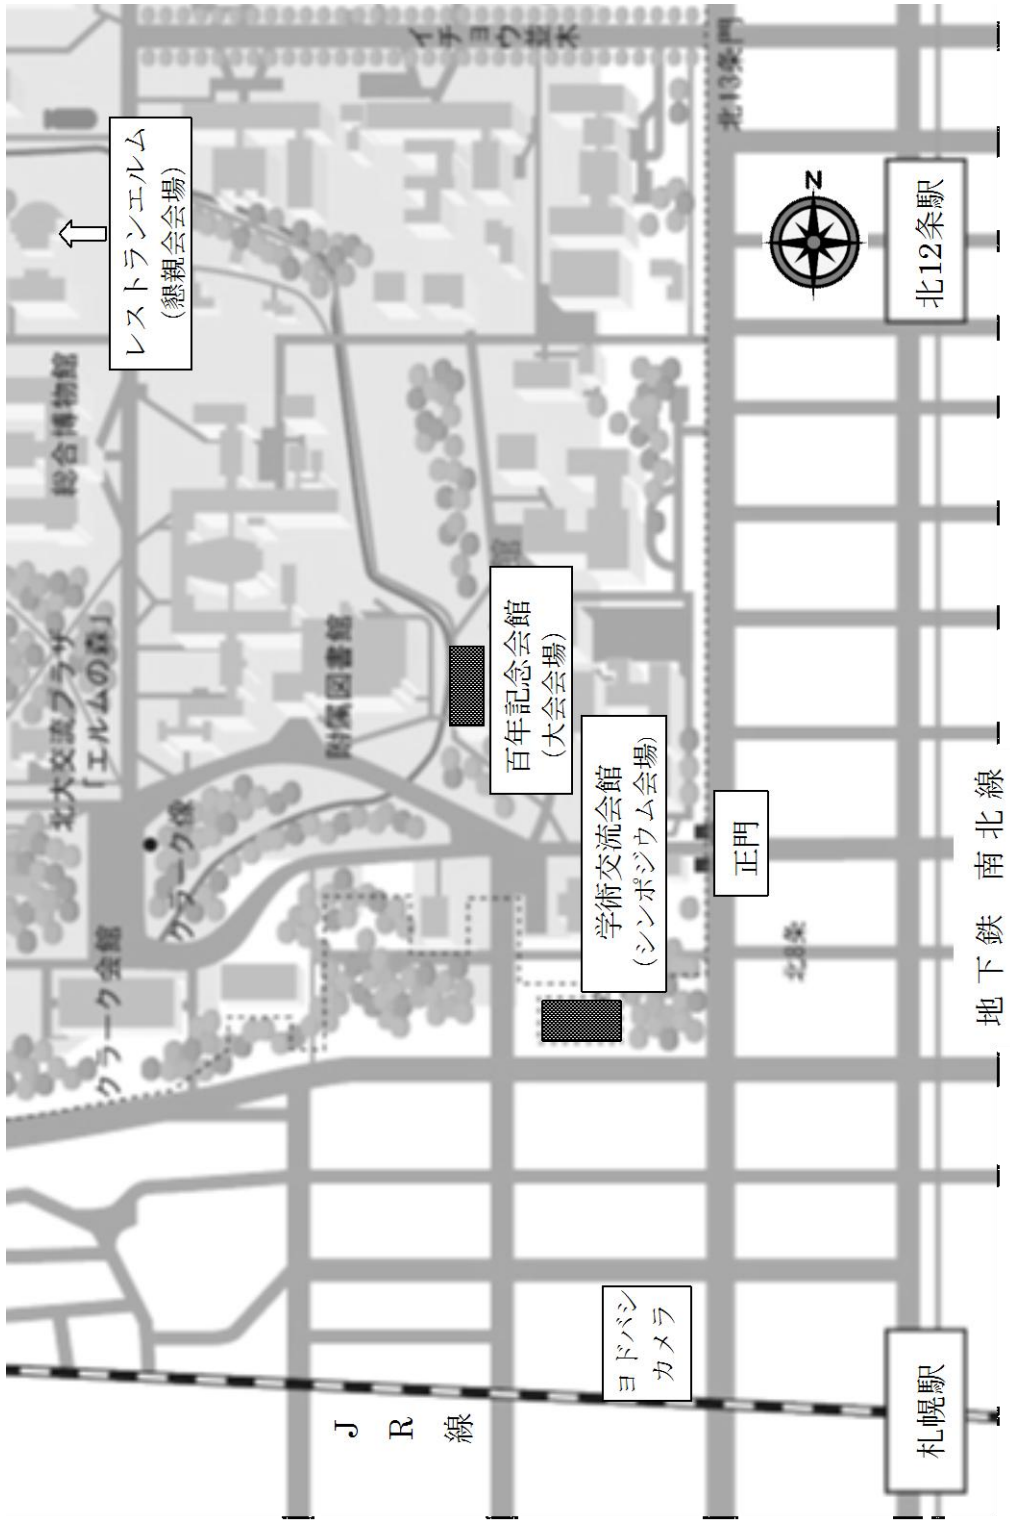 イチョウ並木
北13条門
レストランエルム
（懇親会会場）
N
北12条駅
総合博物館
館
北大交流プラザ
「エルムの森」
附属図書館
百年記念会館
（大会会場）
クラーク像
学術交流会館
（シンポジウム会場）
正門
クラーク会館
北8条
地下鉄 南北線
ヨドバシ
カメラ
JR線
札幌駅